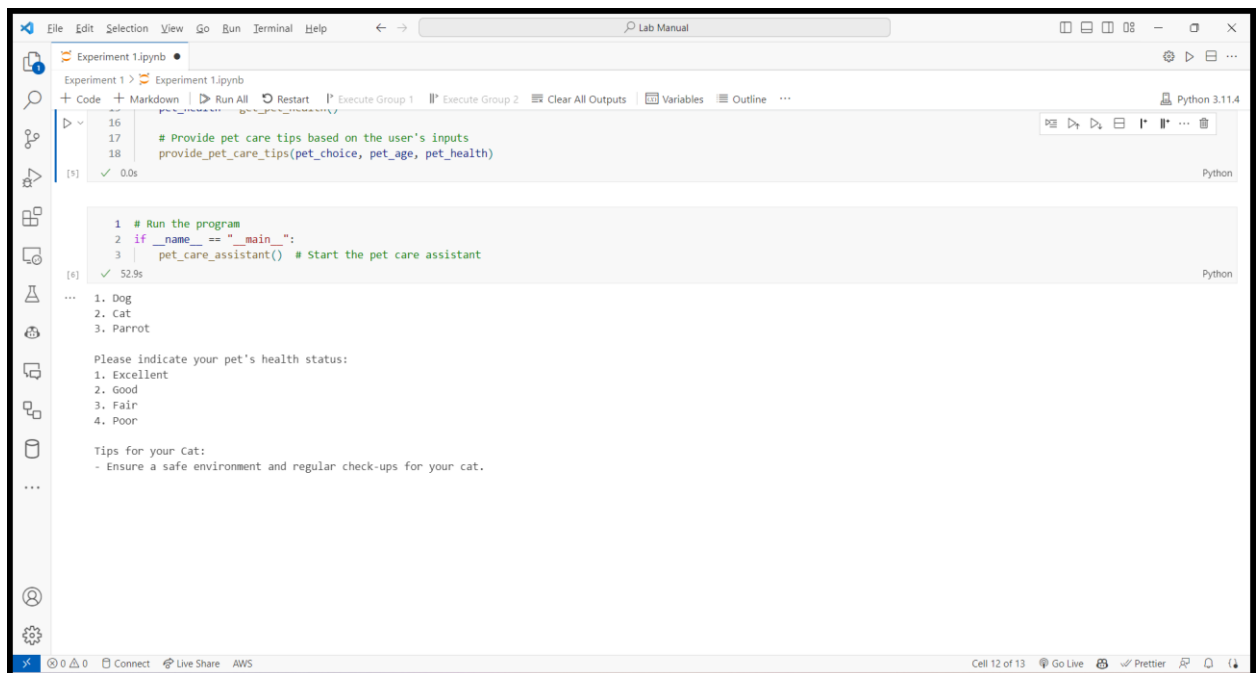 File Edit Selection View Go Run Terminal Help ← → Lab Manual
Experiment 1.ipynb ●
Experiment 1 > Experiment 1.ipynb
+ Code + Markdown | Run All Restart Execute Group 1 Execute Group 2 Clear All Outputs | Variables Outline ... Python 3.11.4
15 pet_health = get_pet_health()
16
17 # Provide pet care tips based on the user's inputs
18 provide_pet_care_tips(pet_choice, pet_age, pet_health)
[5] ✓ 0.0s Python
1 # Run the program
2 if __name__ == "__main__":
3 pet_care_assistant() # Start the pet care assistant
[6] ✓ 52.9s Python
... 1. Dog
2. Cat
3. Parrot
Please indicate your pet's health status:
1. Excellent
2. Good
3. Fair
4. Poor
Tips for your Cat:
- Ensure a safe environment and regular check-ups for your cat.
0 0 Connect Live Share AWS Cell 12 of 13 Go Live Prettier